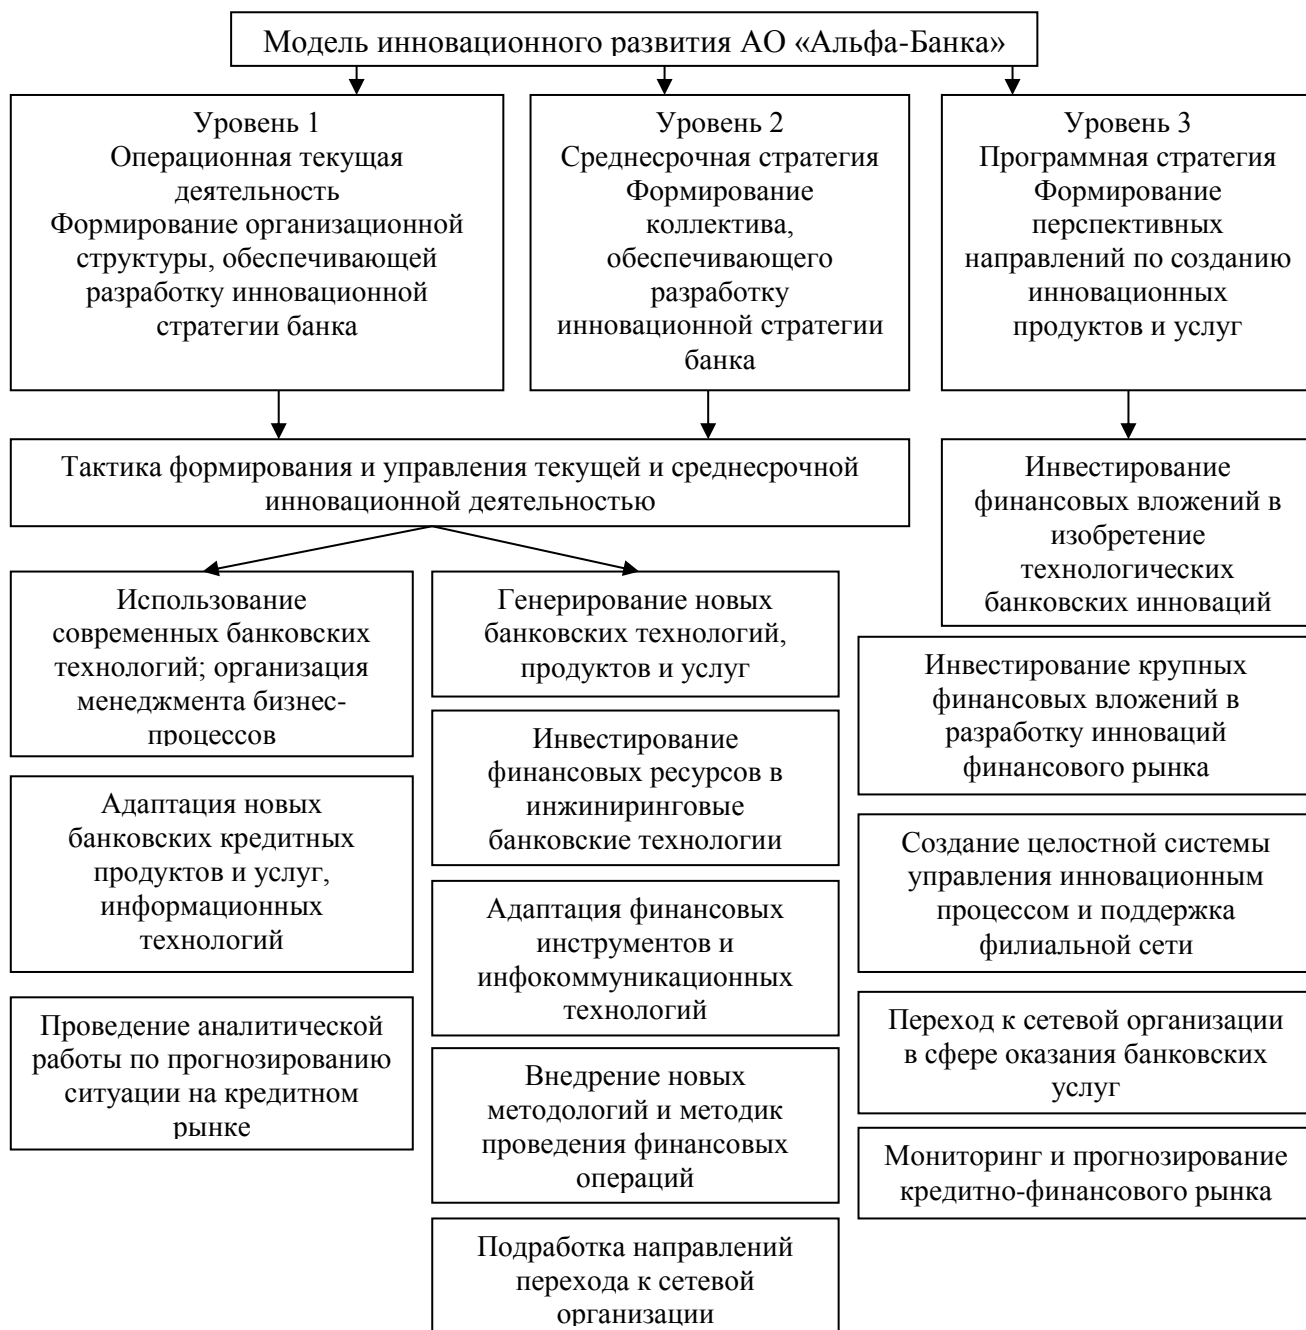 Модель инновационного развития АО «Альфа-Банка»
Уровень 1
Операционная текущая
деятельность
Формирование организационной
структуры, обеспечивающей
разработку инновационной
стратегии банка
Уровень 2
Среднесрочная стратегия
Формирование
коллектива,
обеспечивающего
разработку
инновационной стратегии
банка
Уровень 3
Программная стратегия
Формирование
перспективных
направлений по созданию
инновационных
продуктов и услуг
Тактика формирования и управления текущей и среднесрочной
инновационной деятельностью
Использование
современных банковских
технологий; организация
менеджмента бизнес-
процессов
Адаптация новых
банковских кредитных
продуктов и услуг,
информационных
технологий
Проведение аналитической
работы по прогнозированию
ситуации на кредитном
рынке
Генерирование новых
банковских технологий,
продуктов и услуг
Инвестирование
финансовых ресурсов в
инжиниринговые
банковские технологии
Адаптация финансовых
инструментов и
инфокоммуникационных
технологий
Внедрение новых
методологий и методик
проведения финансовых
операций
Подработка направлений
перехода к сетевой
организации
Инвестирование
финансовых вложений в
изобретение
технологических
банковских инноваций
Инвестирование крупных
финансовых вложений в
разработку инноваций
финансового рынка
Создание целостной системы
управления инновационным
процессом и поддержка
филиальной сети
Переход к сетевой организации
в сфере оказания банковских
услуг
Мониторинг и прогнозирование
кредитно-финансового рынка